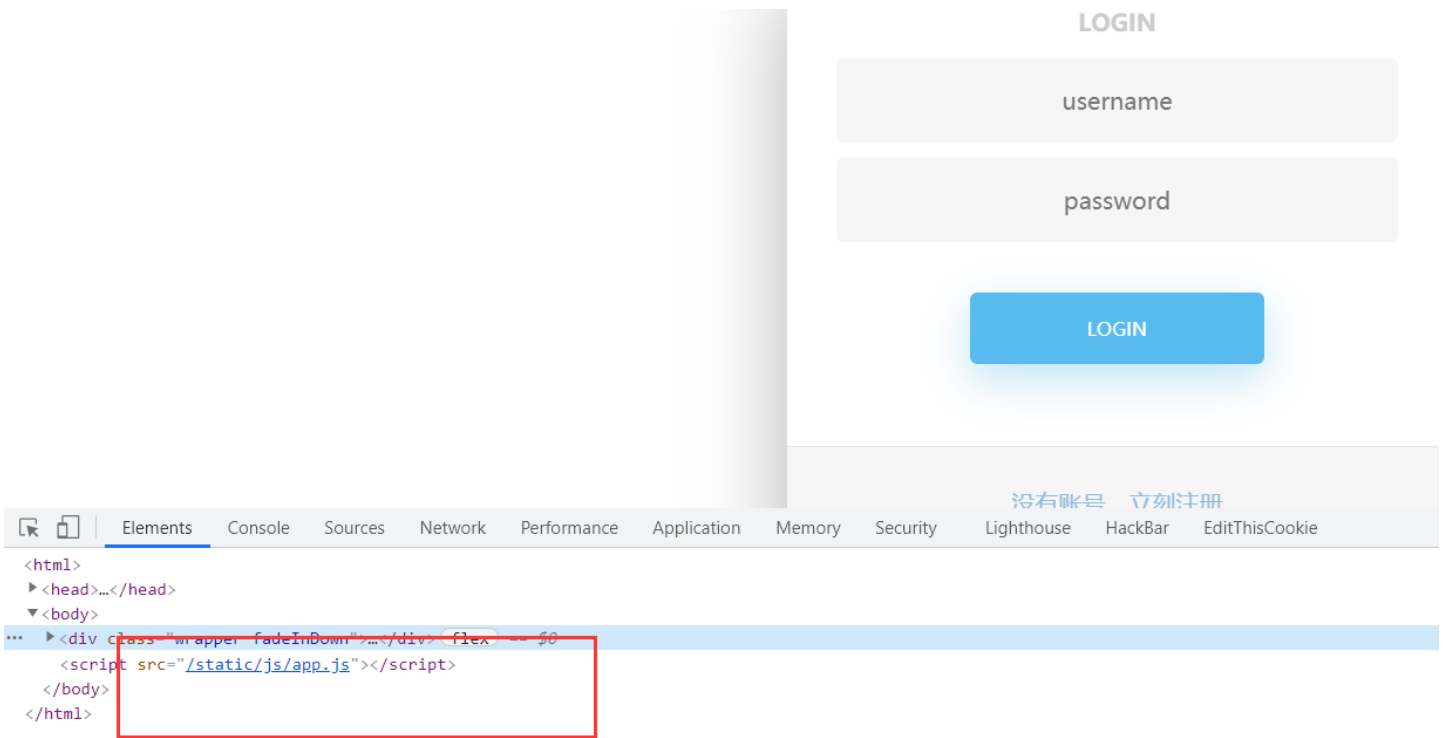 LOGIN
username
password
LOGIN
没有账号 立刻注册
Elements Console Sources Network Performance Application Memory Security Lighthouse HackBar EditThisCookie
<html>
<head>…</head>
<body>
<div class="wrapper fadeInDown">…</div> flex == $0
<script src="/static/js/app.js"></script>
</body>
</html>